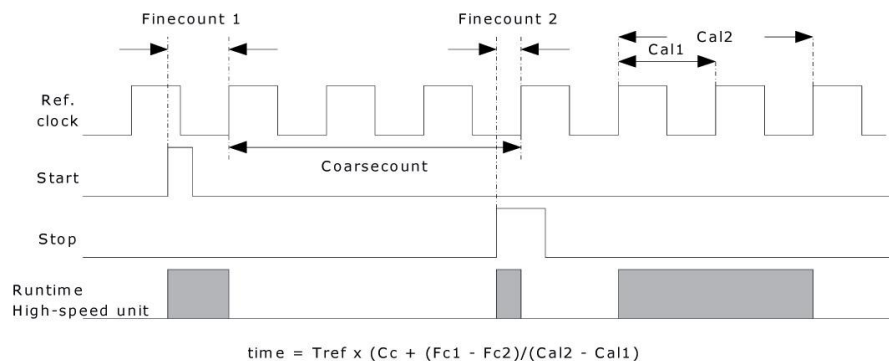 Finecount 1
Finecount 2
Cal2
Cal1
Ref.
clock
Coarsecount
Start
Stop
Runtime
High-speed unit
time = Tref x (Cc + (Fc1 - Fc2)/(Cal2 - Cal1)